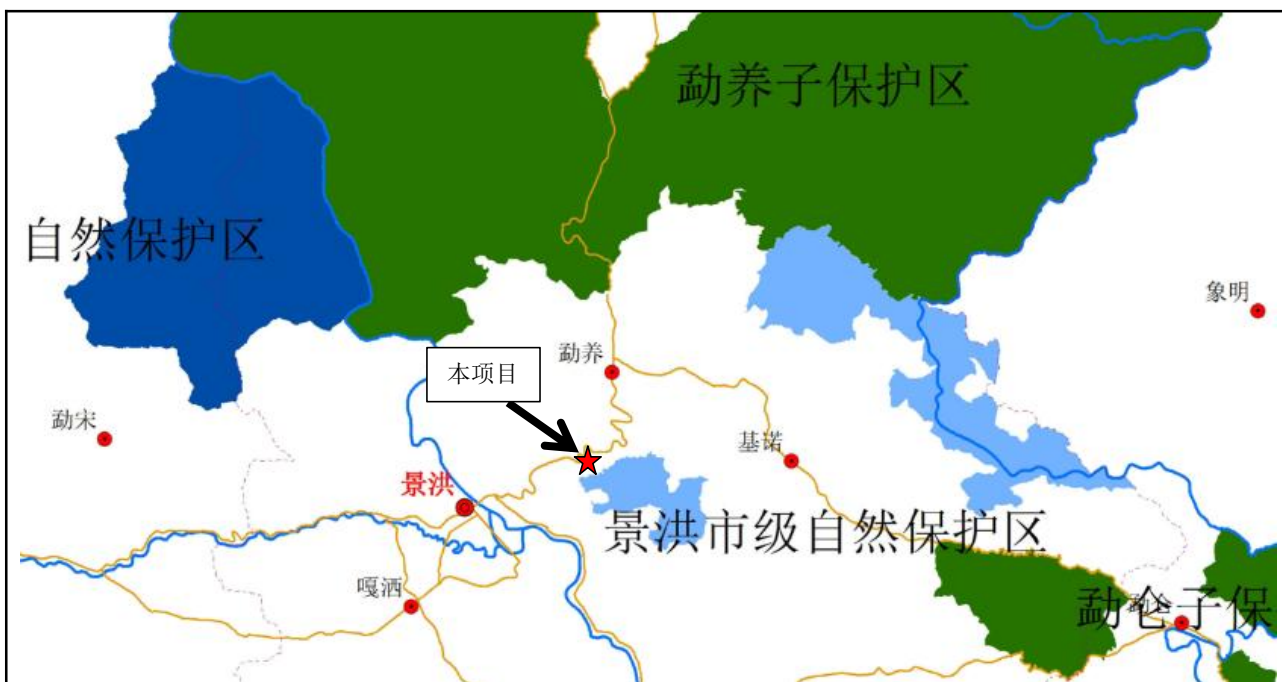 勐养子保护区
自然保护区
象明
勐养
本项目
勐宋
基诺
景洪
景洪市级自然保护区
嘎洒
勐仑子保